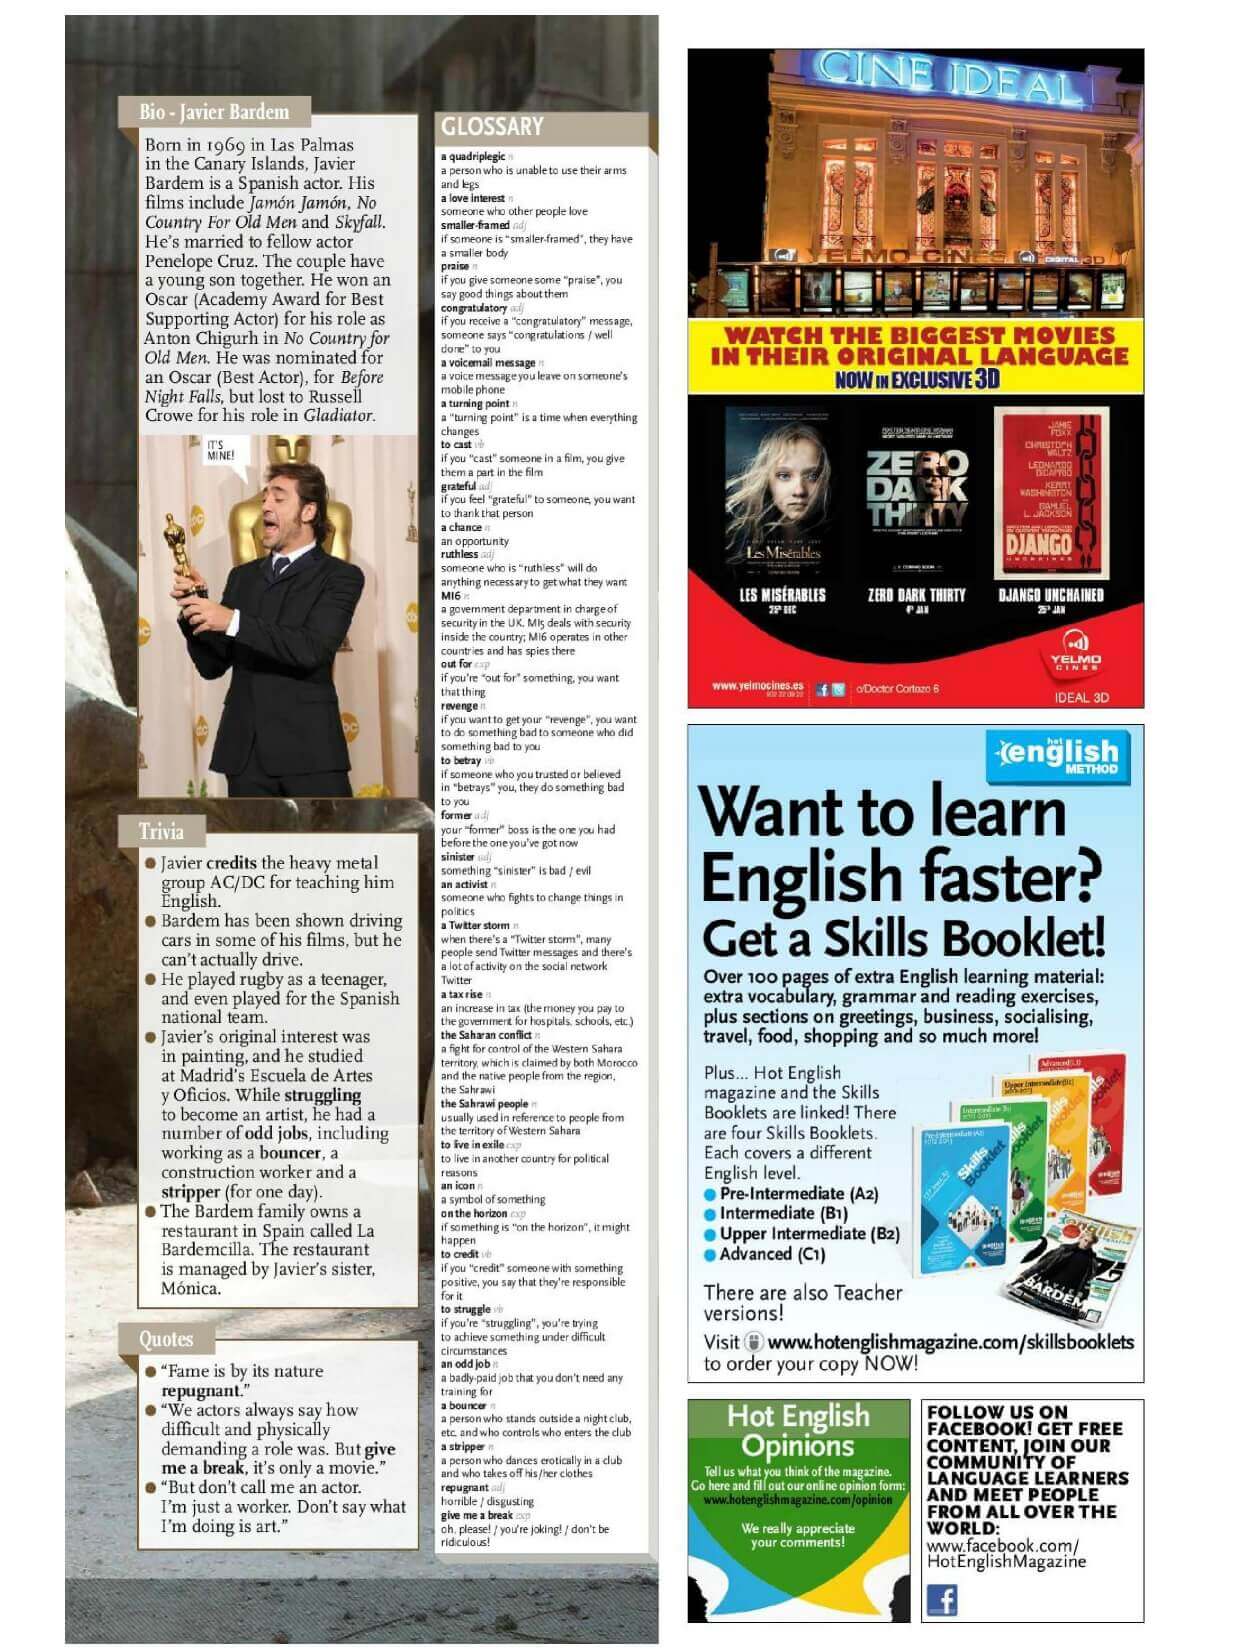 Bio - Javier Bardem
Born in 1969 in Las Palmas
in the Canary Islands, Javier
Bardem is a Spanish actor. His
films include Jamón Jamón, No
Country For Old Men and Skyfall.
He's married to fellow actor
Penelope Cruz. The couple have
a young son together. He won an
Oscar (Academy Award for Best
Supporting Actor) for his role as
Anton Chigurh in No Country for
Old Men. He was nominated for
an Oscar (Best Actor), for Before
Night Falls, but lost to Russell
Crowe for his role in Gladiator.
IT'S
MINE!
Trivia
● Javier credits the heavy metal
group AC/DC for teaching him
English.
● Bardem has been shown driving
cars in some of his films, but he
can't actually drive.
● He played rugby as a teenager,
and even played for the Spanish
national team.
● Javier's original interest was
in painting, and he studied
at Madrid's Escuela de Artes
y Oficios. While struggling
to become an artist, he had a
number of odd jobs, including
working as a bouncer, a
construction worker and a
stripper (for one day).
● The Bardem family owns a
restaurant in Spain called La
Bardemcilla. The restaurant
is managed by Javier's sister,
Mónica.
Quotes
● "Fame is by its nature
repugnant."
● "We actors always say how
difficult and physically
demanding a role was. But give
me a break, it's only a movie."
● "But don't call me an actor.
I'm just a worker. Don't say what
I'm doing is art."
GLOSSARY
a quadriplegic n
a person who is unable to use their arms
and legs
a love interest n
someone who other people love
smaller-framed adj
if someone is "smaller-framed", they have
a smaller body
praise n
if you give someone some "praise", you
say good things about them
congratulatory adj
if you receive a "congratulatory" message,
someone says "congratulations / well
done" to you
a voicemail message n
a voice message you leave on someone's
mobile phone
a turning point n
a "turning point" is a time when everything
changes
to cast vb
if you "cast" someone in a film, you give
them a part in the film
grateful adj
if you feel "grateful" to someone, you want
to thank that person
a chance n
an opportunity
ruthless adj
someone who is "ruthless" will do
anything necessary to get what they want
MI6 n
a government department in charge of
security in the UK. MI5 deals with security
inside the country; MI6 operates in other
countries and has spies there
out for exp
if you're "out for" something, you want
that thing
revenge n
if you want to get your "revenge", you want
to do something bad to someone who did
something bad to you
to betray vb
if someone who you trusted or believed
in "betrays" you, they do something bad
to you
former adj
your "former" boss is the one you had
before the one you've got now
sinister adj
something "sinister" is bad / evil
an activist n
someone who fights to change things in
politics
a Twitter storm n
when there's a "Twitter storm", many
people send Twitter messages and there's
a lot of activity on the social network
Twitter
a tax rise n
an increase in tax (the money you pay to
the government for hospitals, schools, etc.)
the Saharan conflict n
a fight for control of the Western Sahara
territory, which is claimed by both Morocco
and the native people from the region,
the Sahrawi
the Sahrawi people n
usually used in reference to people from
the territory of Western Sahara
to live in exile exp
to live in another country for political
reasons
an icon n
a symbol of something
on the horizon exp
if something is "on the horizon", it might
happen
to credit vb
if you "credit" someone with something
positive, you say that they're responsible
for it
to struggle vb
if you're "struggling", you're trying
to achieve something under difficult
circumstances
an odd job n
a badly-paid job that you don't need any
training for
a bouncer n
a person who stands outside a night club,
etc. and who controls who enters the club
a stripper n
a person who dances erotically in a club
and who takes off his/her clothes
repugnant adj
horrible / disgusting
give me a break exp
oh, please! / you're joking! / don't be
ridiculous!
CINE IDEAL
YELMO CINES DIGITAL 3D
WATCH THE BIGGEST MOVIES
IN THEIR ORIGINAL LANGUAGE
NOW IN EXCLUSIVE 3D
Les Misérables
ZERO
DARK
THIRTY
JAMIE
FOXX
CHRISTOPH
WALTZ
LEONARDO
DICAPRIO
KERRY
WASHINGTON
AND
SAMUEL
L. JACKSON
DJANGO
UNCHAINED
LES MISÉRABLES
25th DEC
ZERO DARK THIRTY
4th JAN
DJANGO UNCHAINED
25th JAN
YELMO
CINES
IDEAL 3D
www.yelmocines.es
902 22 09 22
c/Doctor Cortezo 6
hot
english
METHOD
Want to learn
English faster?
Get a Skills Booklet!
Over 100 pages of extra English learning material:
extra vocabulary, grammar and reading exercises,
plus sections on greetings, business, socialising,
travel, food, shopping and so much more!
Plus... Hot English
magazine and the Skills
Booklets are linked! There
are four Skills Booklets.
Each covers a different
English level.
● Pre-Intermediate (A2)
● Intermediate (B1)
● Upper Intermediate (B2)
● Advanced (C1)
Advanced (C1)
Upper Intermediate (B2)
Intermediate (B1)
Pre-Intermediate (A2)
Skills
Booklet
english
BARDEM
There are also Teacher
versions!
Visit www.hotenglishmagazine.com/skillsbooklets
to order your copy NOW!
Hot English
Opinions
Tell us what you think of the magazine.
Go here and fill out our online opinion form:
www.hotenglishmagazine.com/opinion
We really appreciate
your comments!
FOLLOW US ON
FACEBOOK! GET FREE
CONTENT, JOIN OUR
COMMUNITY OF
LANGUAGE LEARNERS
AND MEET PEOPLE
FROM ALL OVER THE
WORLD:
www.facebook.com/
HotEnglishMagazine